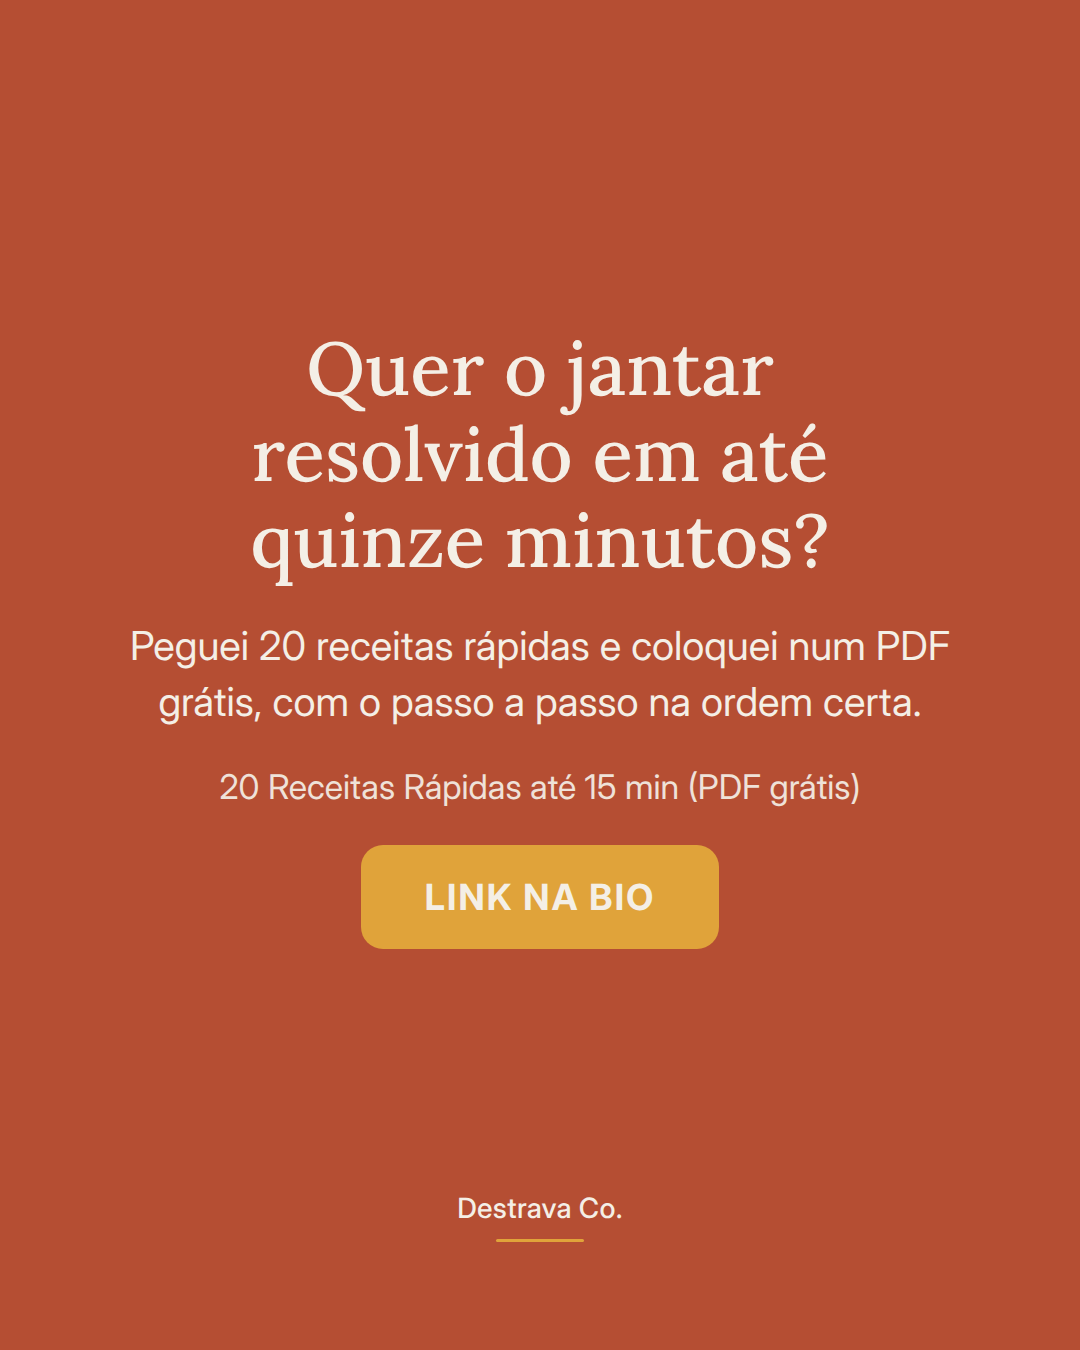 Quer o jantar
resolvido em até
quinze minutos?
Peguei 20 receitas rápidas e coloquei num PDF
grátis, com o passo a passo na ordem certa.
20 Receitas Rápidas até 15 min (PDF grátis)
LINK NA BIO
Destrava Co.